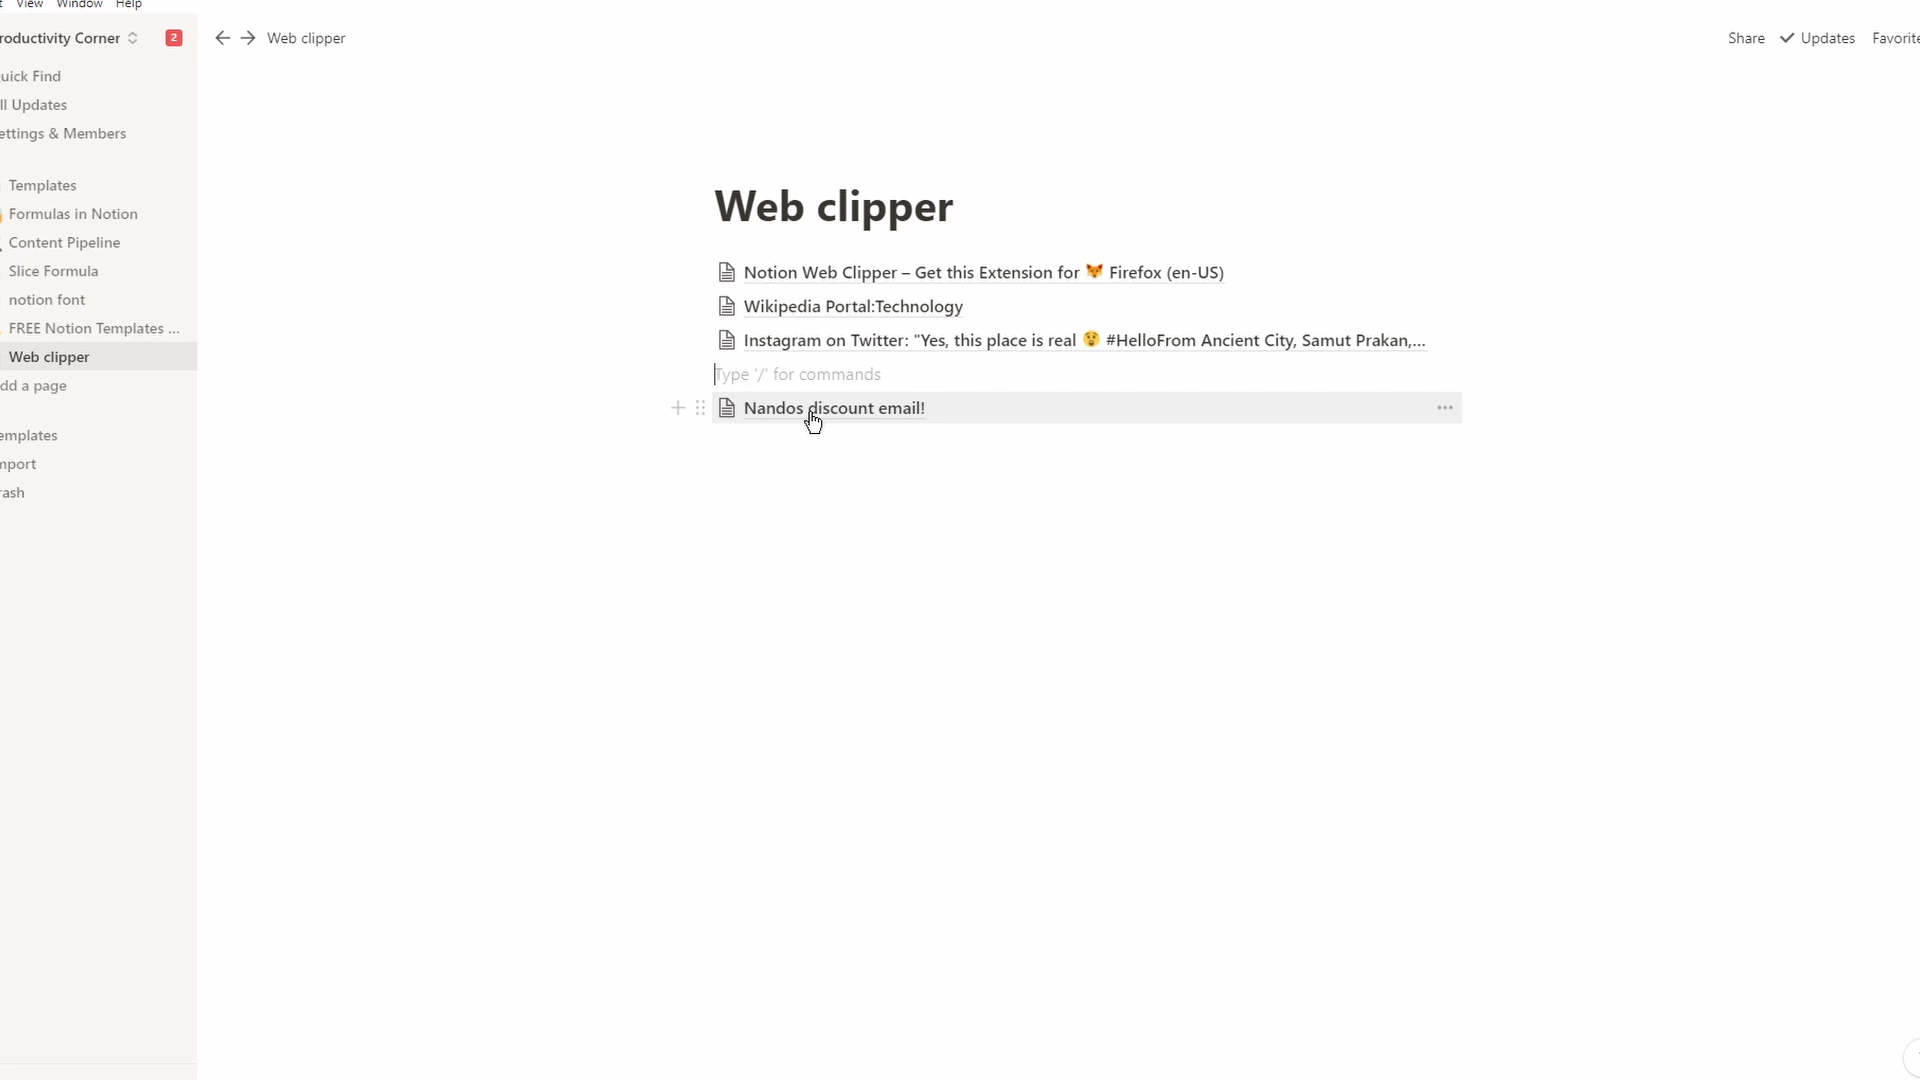 View Window Help
roductivity Corner 2
Web clipper
Share Updates Favorite
uick Find
ll Updates
ettings & Members
Templates
Formulas in Notion
Content Pipeline
Slice Formula
notion font
FREE Notion Templates ...
Web clipper
dd a page
emplates
mport
rash
Web clipper
Notion Web Clipper – Get this Extension for 🦊 Firefox (en-US)
Wikipedia Portal:Technology
Instagram on Twitter: "Yes, this place is real 😲 #HelloFrom Ancient City, Samut Prakan,...
Type '/' for commands
Nandos discount email!